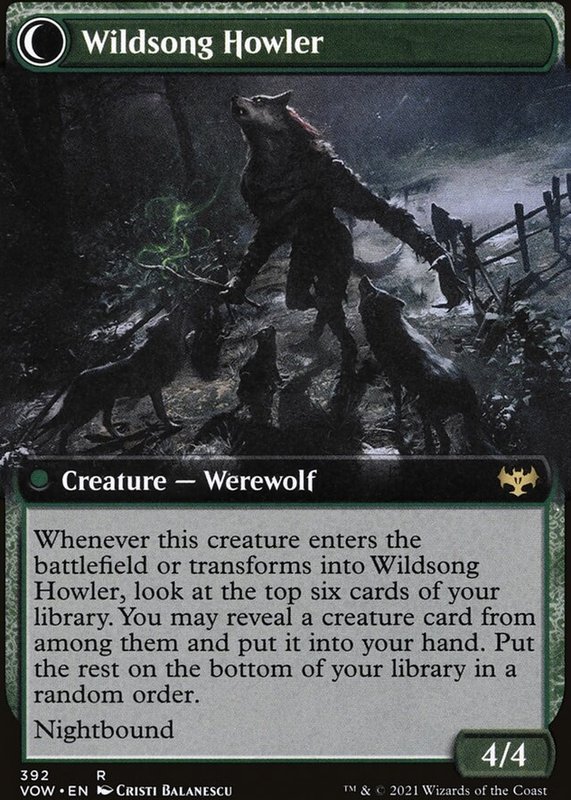 Wildsong Howler
Creature — Werewolf
Whenever this creature enters the
battlefield or transforms into Wildsong
Howler, look at the top six cards of your
library. You may reveal a creature card from
among them and put it into your hand. Put
the rest on the bottom of your library in a
random order.
Nightbound
4/4
392 R
VOW • EN Cristi Balanescu
™ & © 2021 Wizards of the Coast